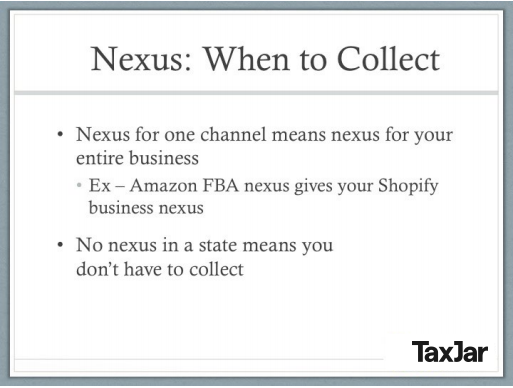 Nexus: When to Collect
• Nexus for one channel means nexus for your
entire business
• Ex – Amazon FBA nexus gives your Shopify
business nexus
• No nexus in a state means you
don't have to collect
TaxJar